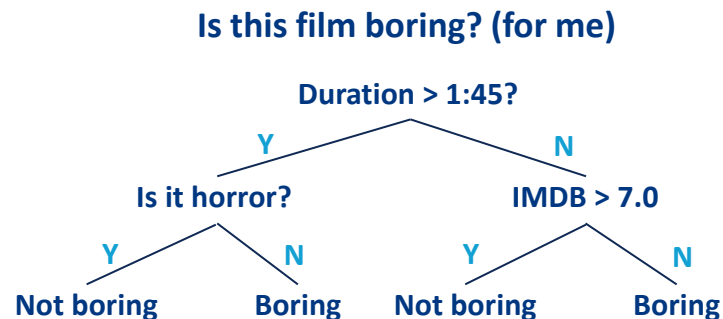 Is this film boring? (for me)
Duration > 1:45?
Y
N
Is it horror?
IMDB > 7.0
Y
N
Y
N
Not boring
Boring
Not boring
Boring